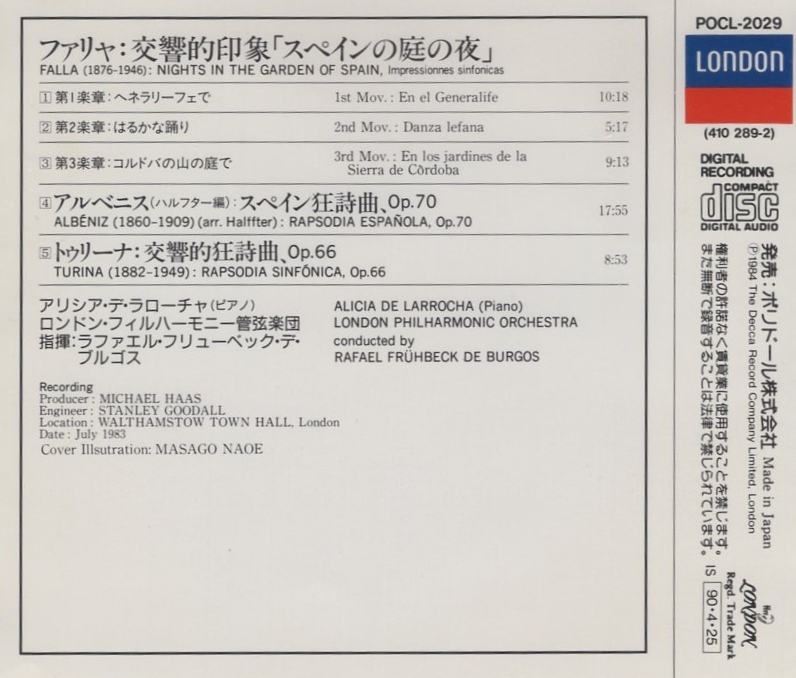 ファリャ：交響的印象「スペインの庭の夜」
FALLA (1876-1946): NIGHTS IN THE GARDEN OF SPAIN, Impressionnes sinfonicas
1 第1楽章：ヘネラリーフェで 1st Mov. : En el Generalife 10:18
2 第2楽章：はるかな踊り 2nd Mov. : Danza lefana 5:17
3 第3楽章：コルドバの山の庭で 3rd Mov. : En los jardines de la 9:13
Sierra de Cōrdoba
4 アルベニス(ハルフター編)：スペイン狂詩曲、Op.70 17:55
ALBÉNIZ (1860-1909) (arr. Halffter) : RAPSODIA ESPAÑOLA, Op.70
5 トゥリーナ：交響的狂詩曲、Op.66 8:53
TURINA (1882-1949) : RAPSODIA SINFŌNICA, Op.66
アリシア・デ・ラローチャ(ピアノ) ALICIA DE LARROCHA (Piano)
ロンドン・フィルハーモニー管弦楽団 LONDON PHILHARMONIC ORCHESTRA
指揮：ラファエル・フリューベック・デ・ conducted by
ブルゴス RAFAEL FRÜHBECK DE BURGOS
Recording
Producer : MICHAEL HAAS
Engineer : STANLEY GOODALL
Location : WALTHAMSTOW TOWN HALL, London
Date : July 1983
Cover Illsutration: MASAGO NAOE
POCL-2029
LONDON
(410 289-2)
DIGITAL
RECORDING
COMPACT
disc
DIGITAL AUDIO
発売：ポリドール株式会社 Made in Japan
Ⓟ1984 The Decca Record Company Limited, London
権利者の許諾なく賃貸業に使用することを禁じます。
また無断で録音することは法律で禁じられています。
IS 90・4・25
LONDON
Regd. Trade Mark